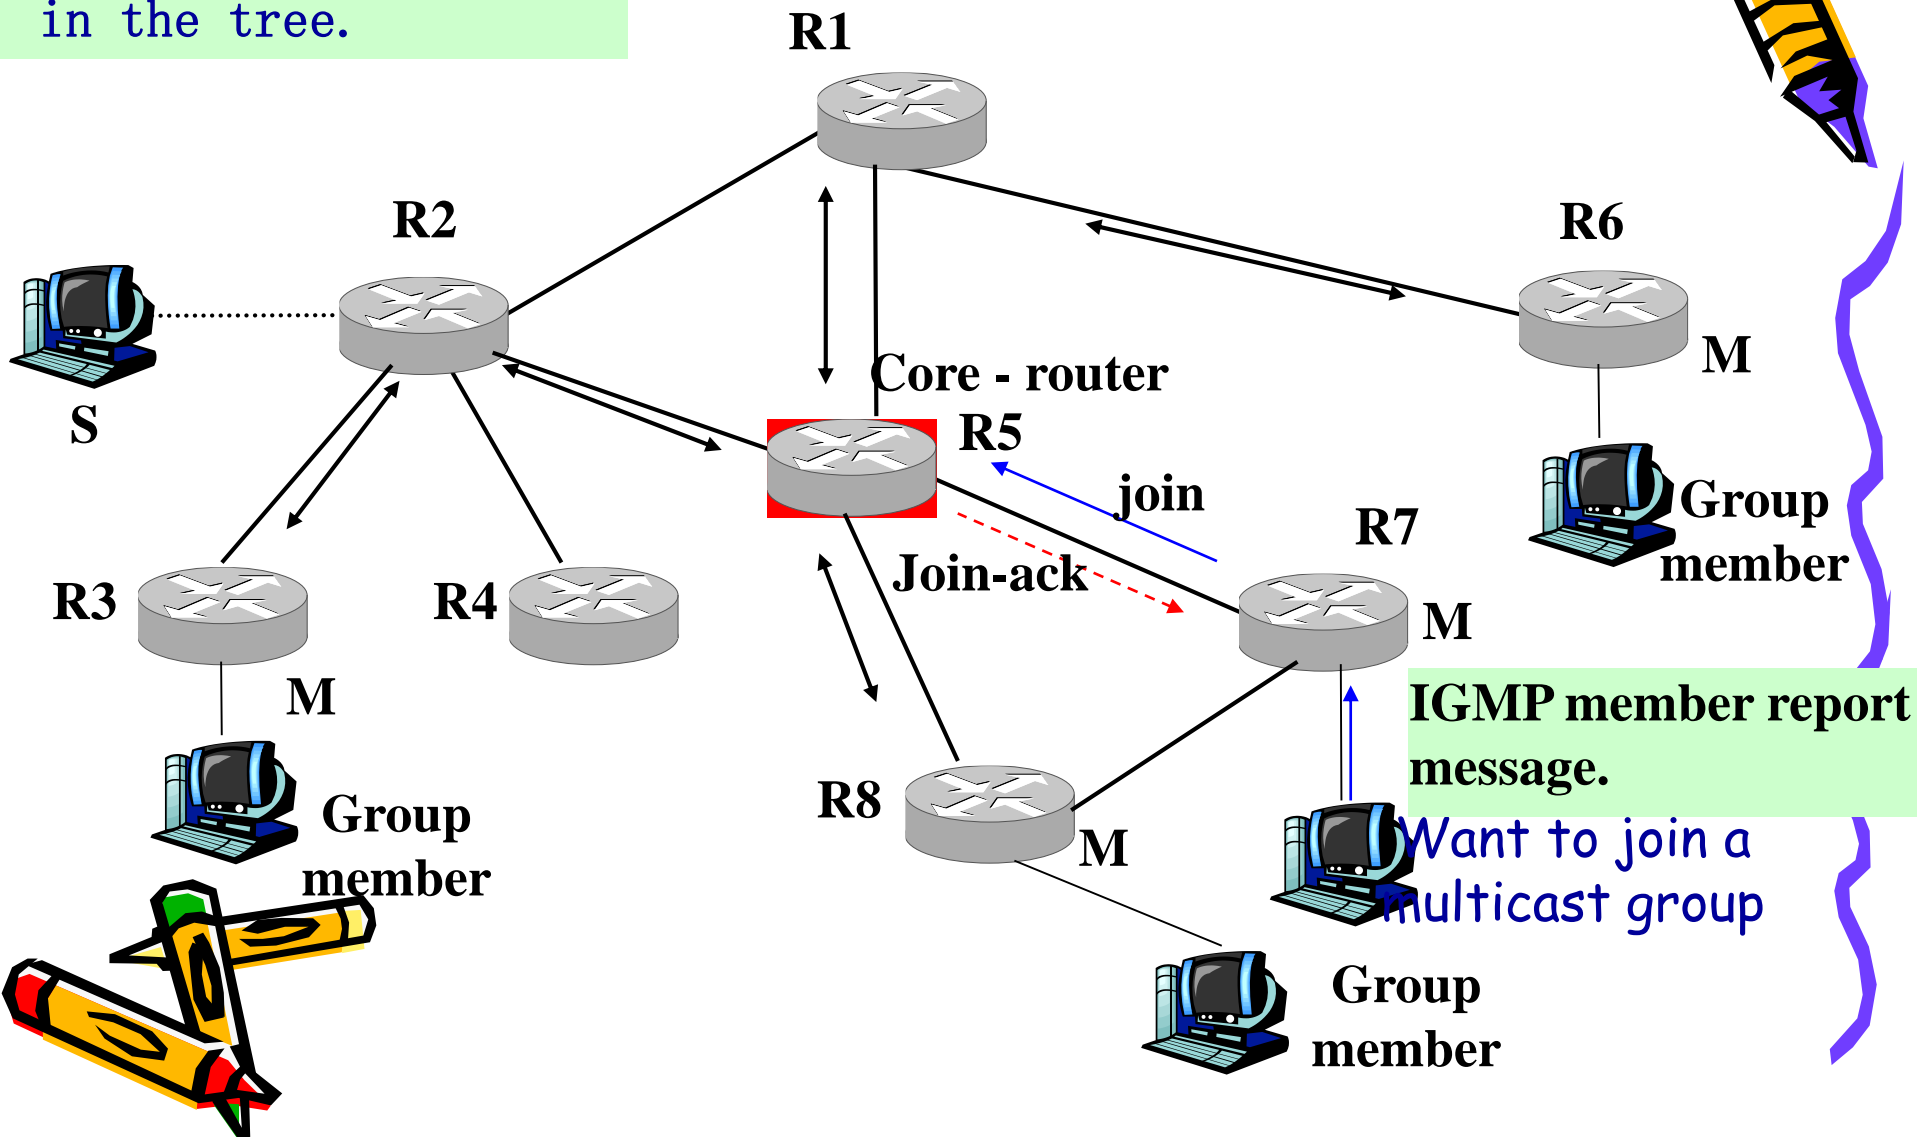 in the tree.
R1
R2
R6
M
Core - router
S
R5
join
Group
member
R7
Join-ack
R3
R4
M
M
IGMP member report
message.
Group
member
R8
M
Want to join a
multicast group
Group
member